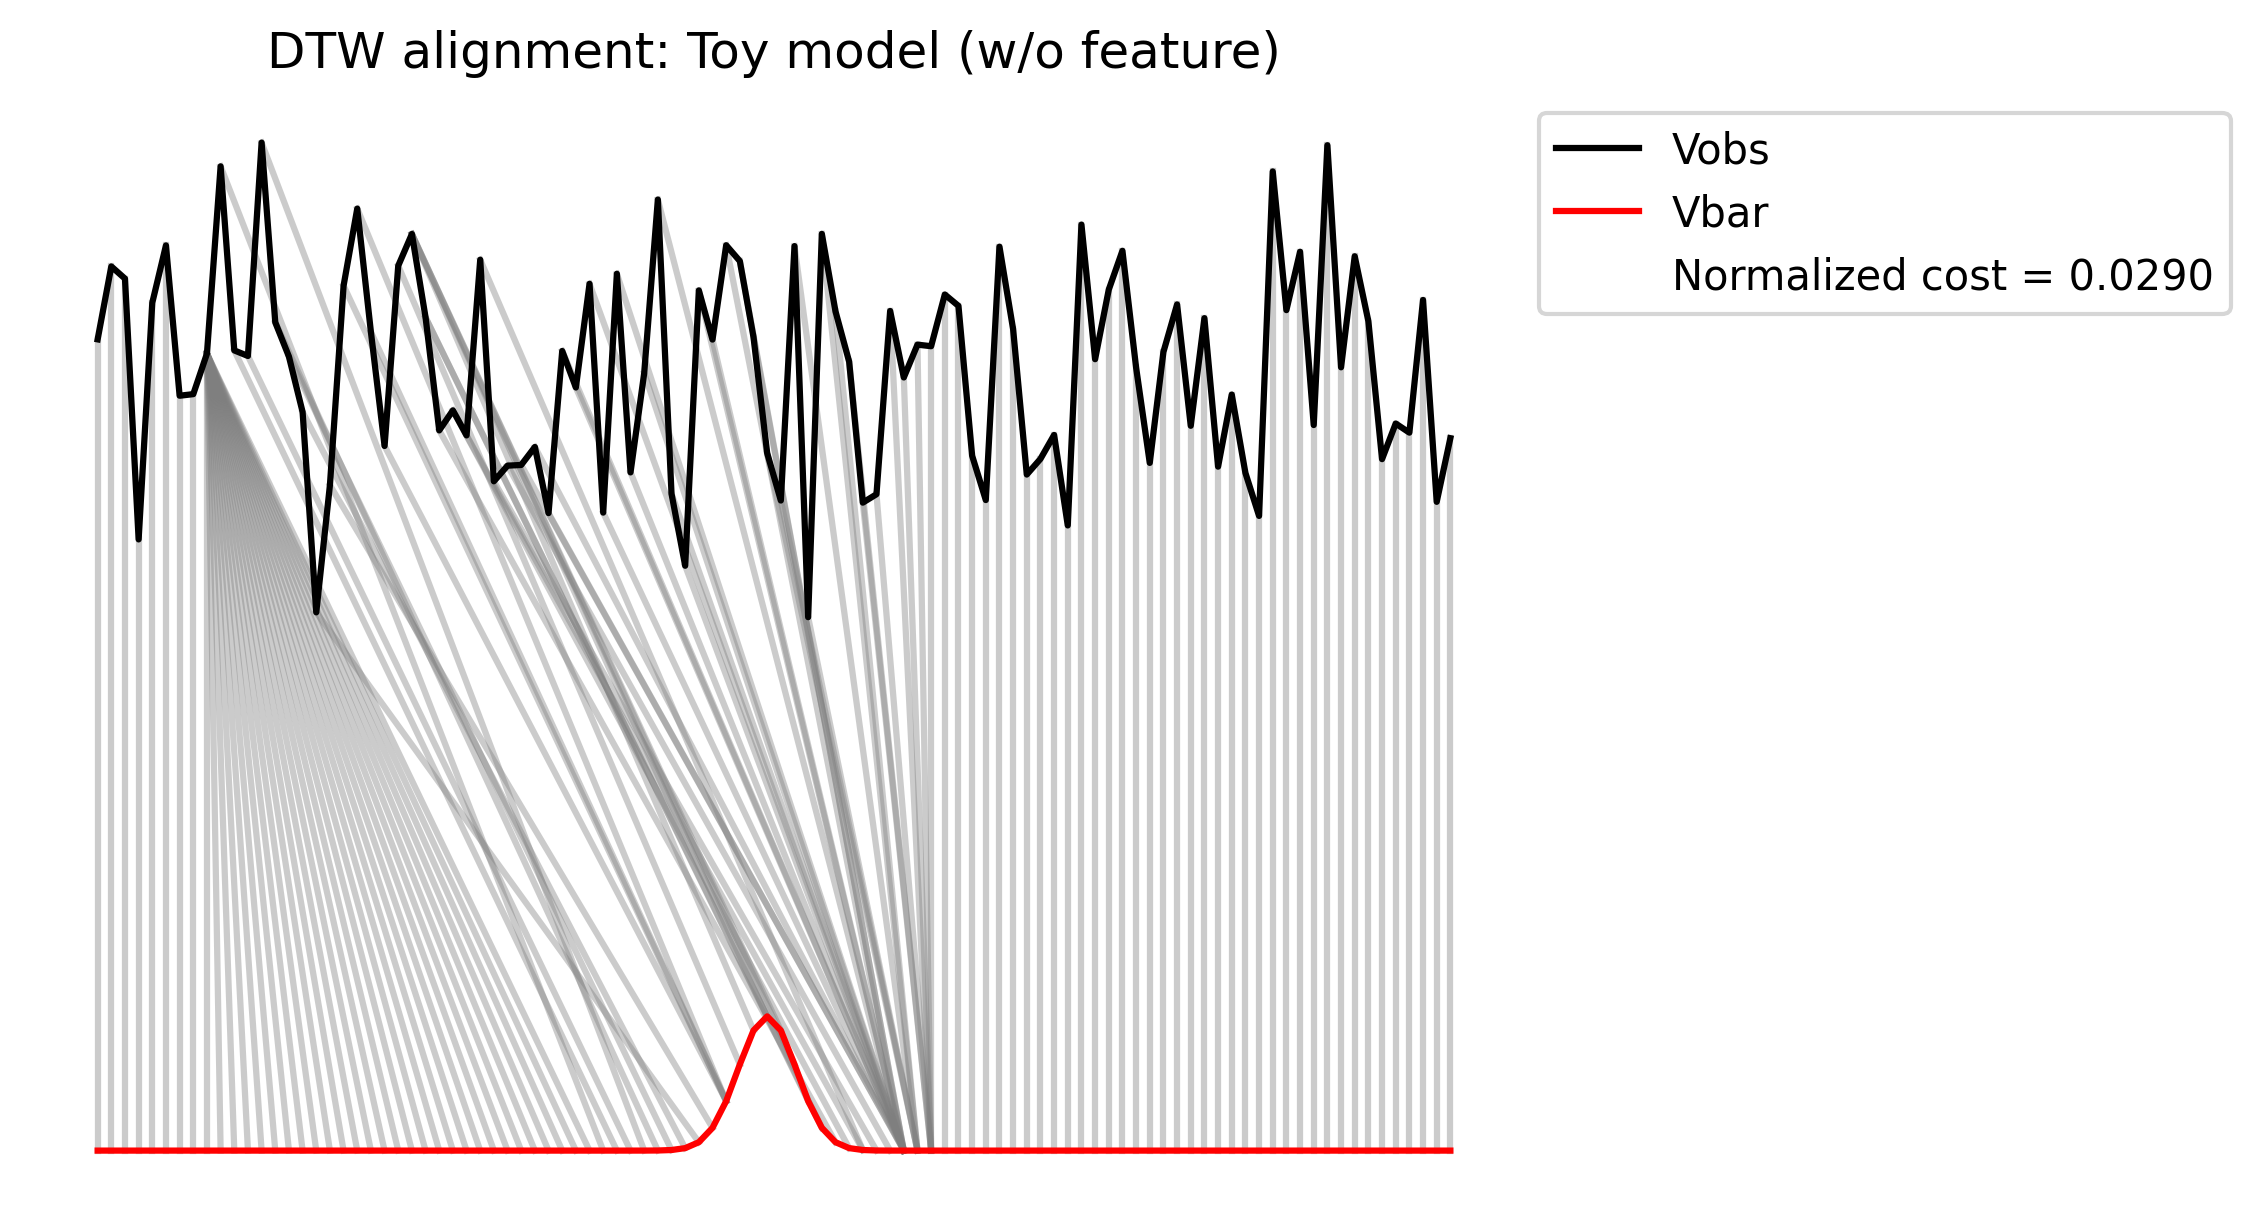 DTW alignment: Toy model (w/o feature)
Vobs
Vbar
Normalized cost = 0.0290